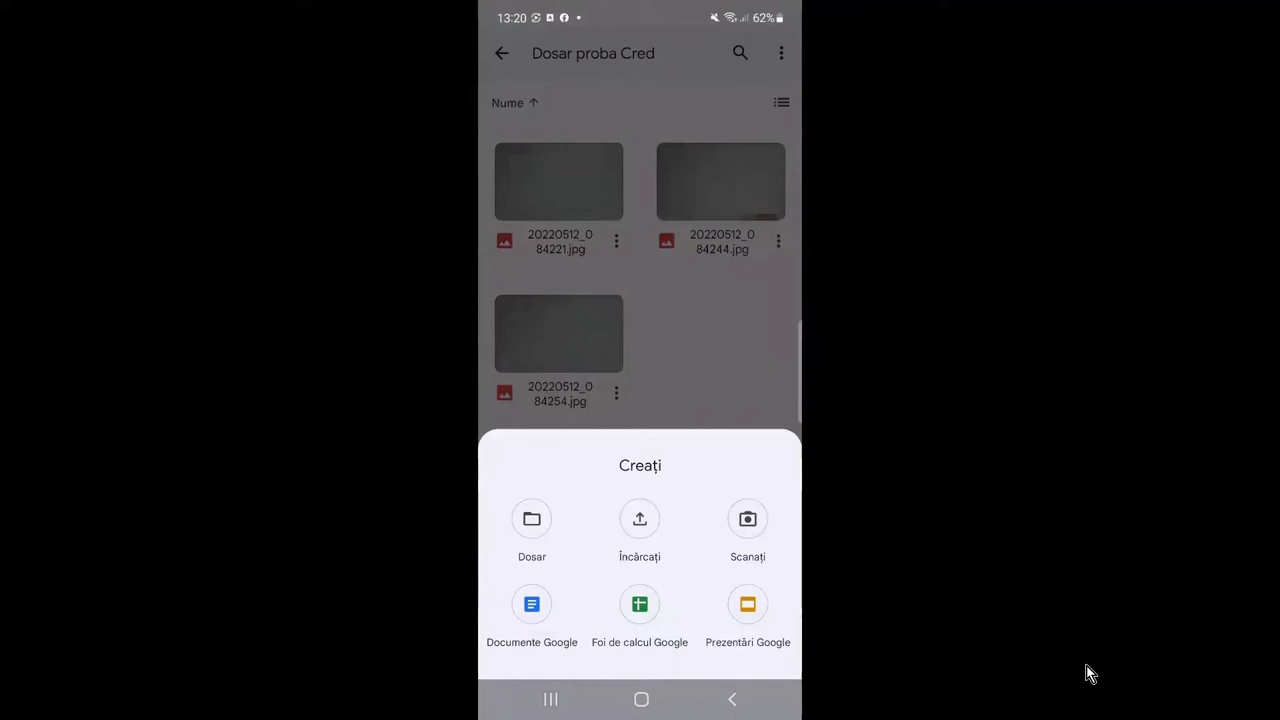 13:20 62%
Dosar proba Cred
Nume
20220512_0
84221.jpg
20220512_0
84244.jpg
20220512_0
84254.jpg
Creați
Dosar
Încărcați
Scanați
Documente Google
Foi de calcul Google
Prezentări Google